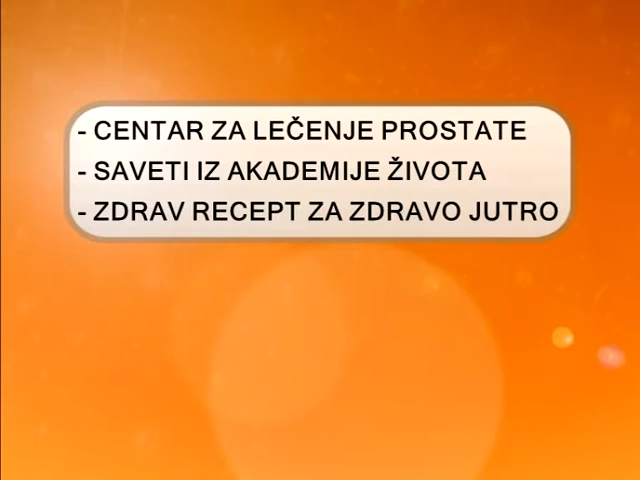 - CENTAR ZA LEČENJE PROSTATE
- SAVETI IZ AKADEMIJE ŽIVOTA
- ZDRAV RECEPT ZA ZDRAVO JUTRO